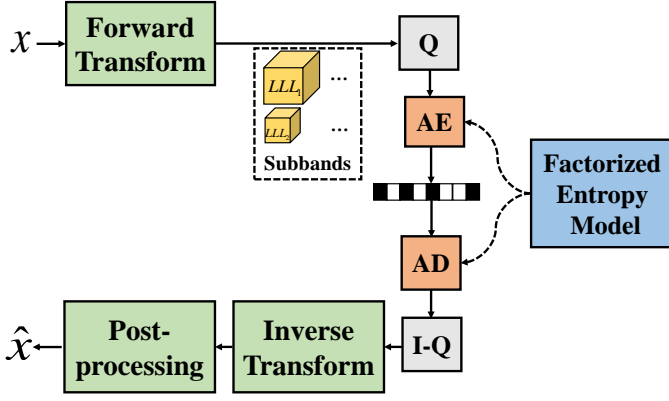 x
Forward
Transform
Q
LLL₁ ...
LLL₂ ...
Subbands
AE
Factorized
Entropy
Model
AD
x̂
Post-
processing
Inverse
Transform
I-Q